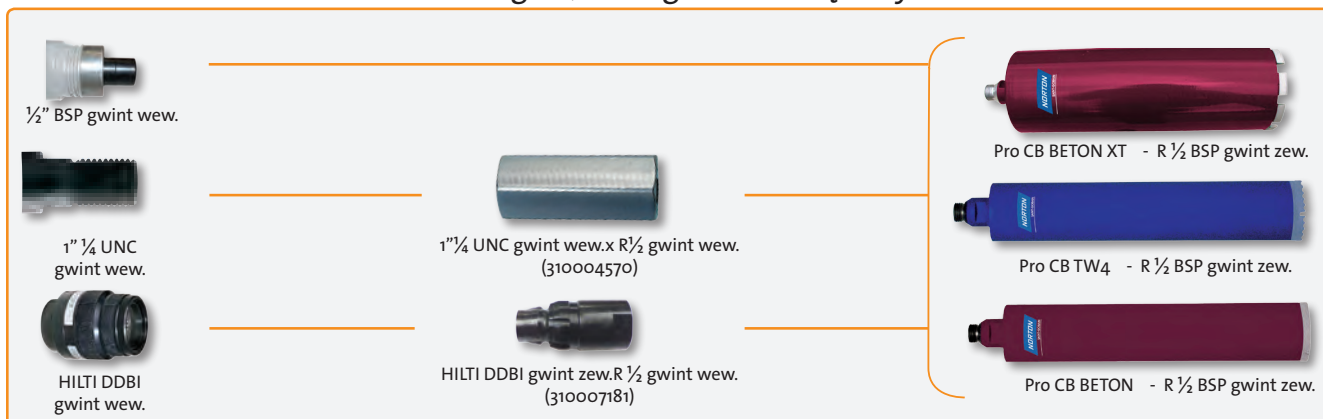 ½” BSP gwint wew.
1” ¼ UNC
gwint wew.
HILTI DDBI
gwint wew.
1”¼ UNC gwint wew.x R½ gwint wew.
(310004570)
HILTI DDBI gwint zew.R ½ gwint wew.
(310007181)
NORTON
Pro CB BETON XT - R ½ BSP gwint zew.
NORTON
Pro CB TW4 - R ½ BSP gwint zew.
NORTON
Pro CB BETON - R ½ BSP gwint zew.